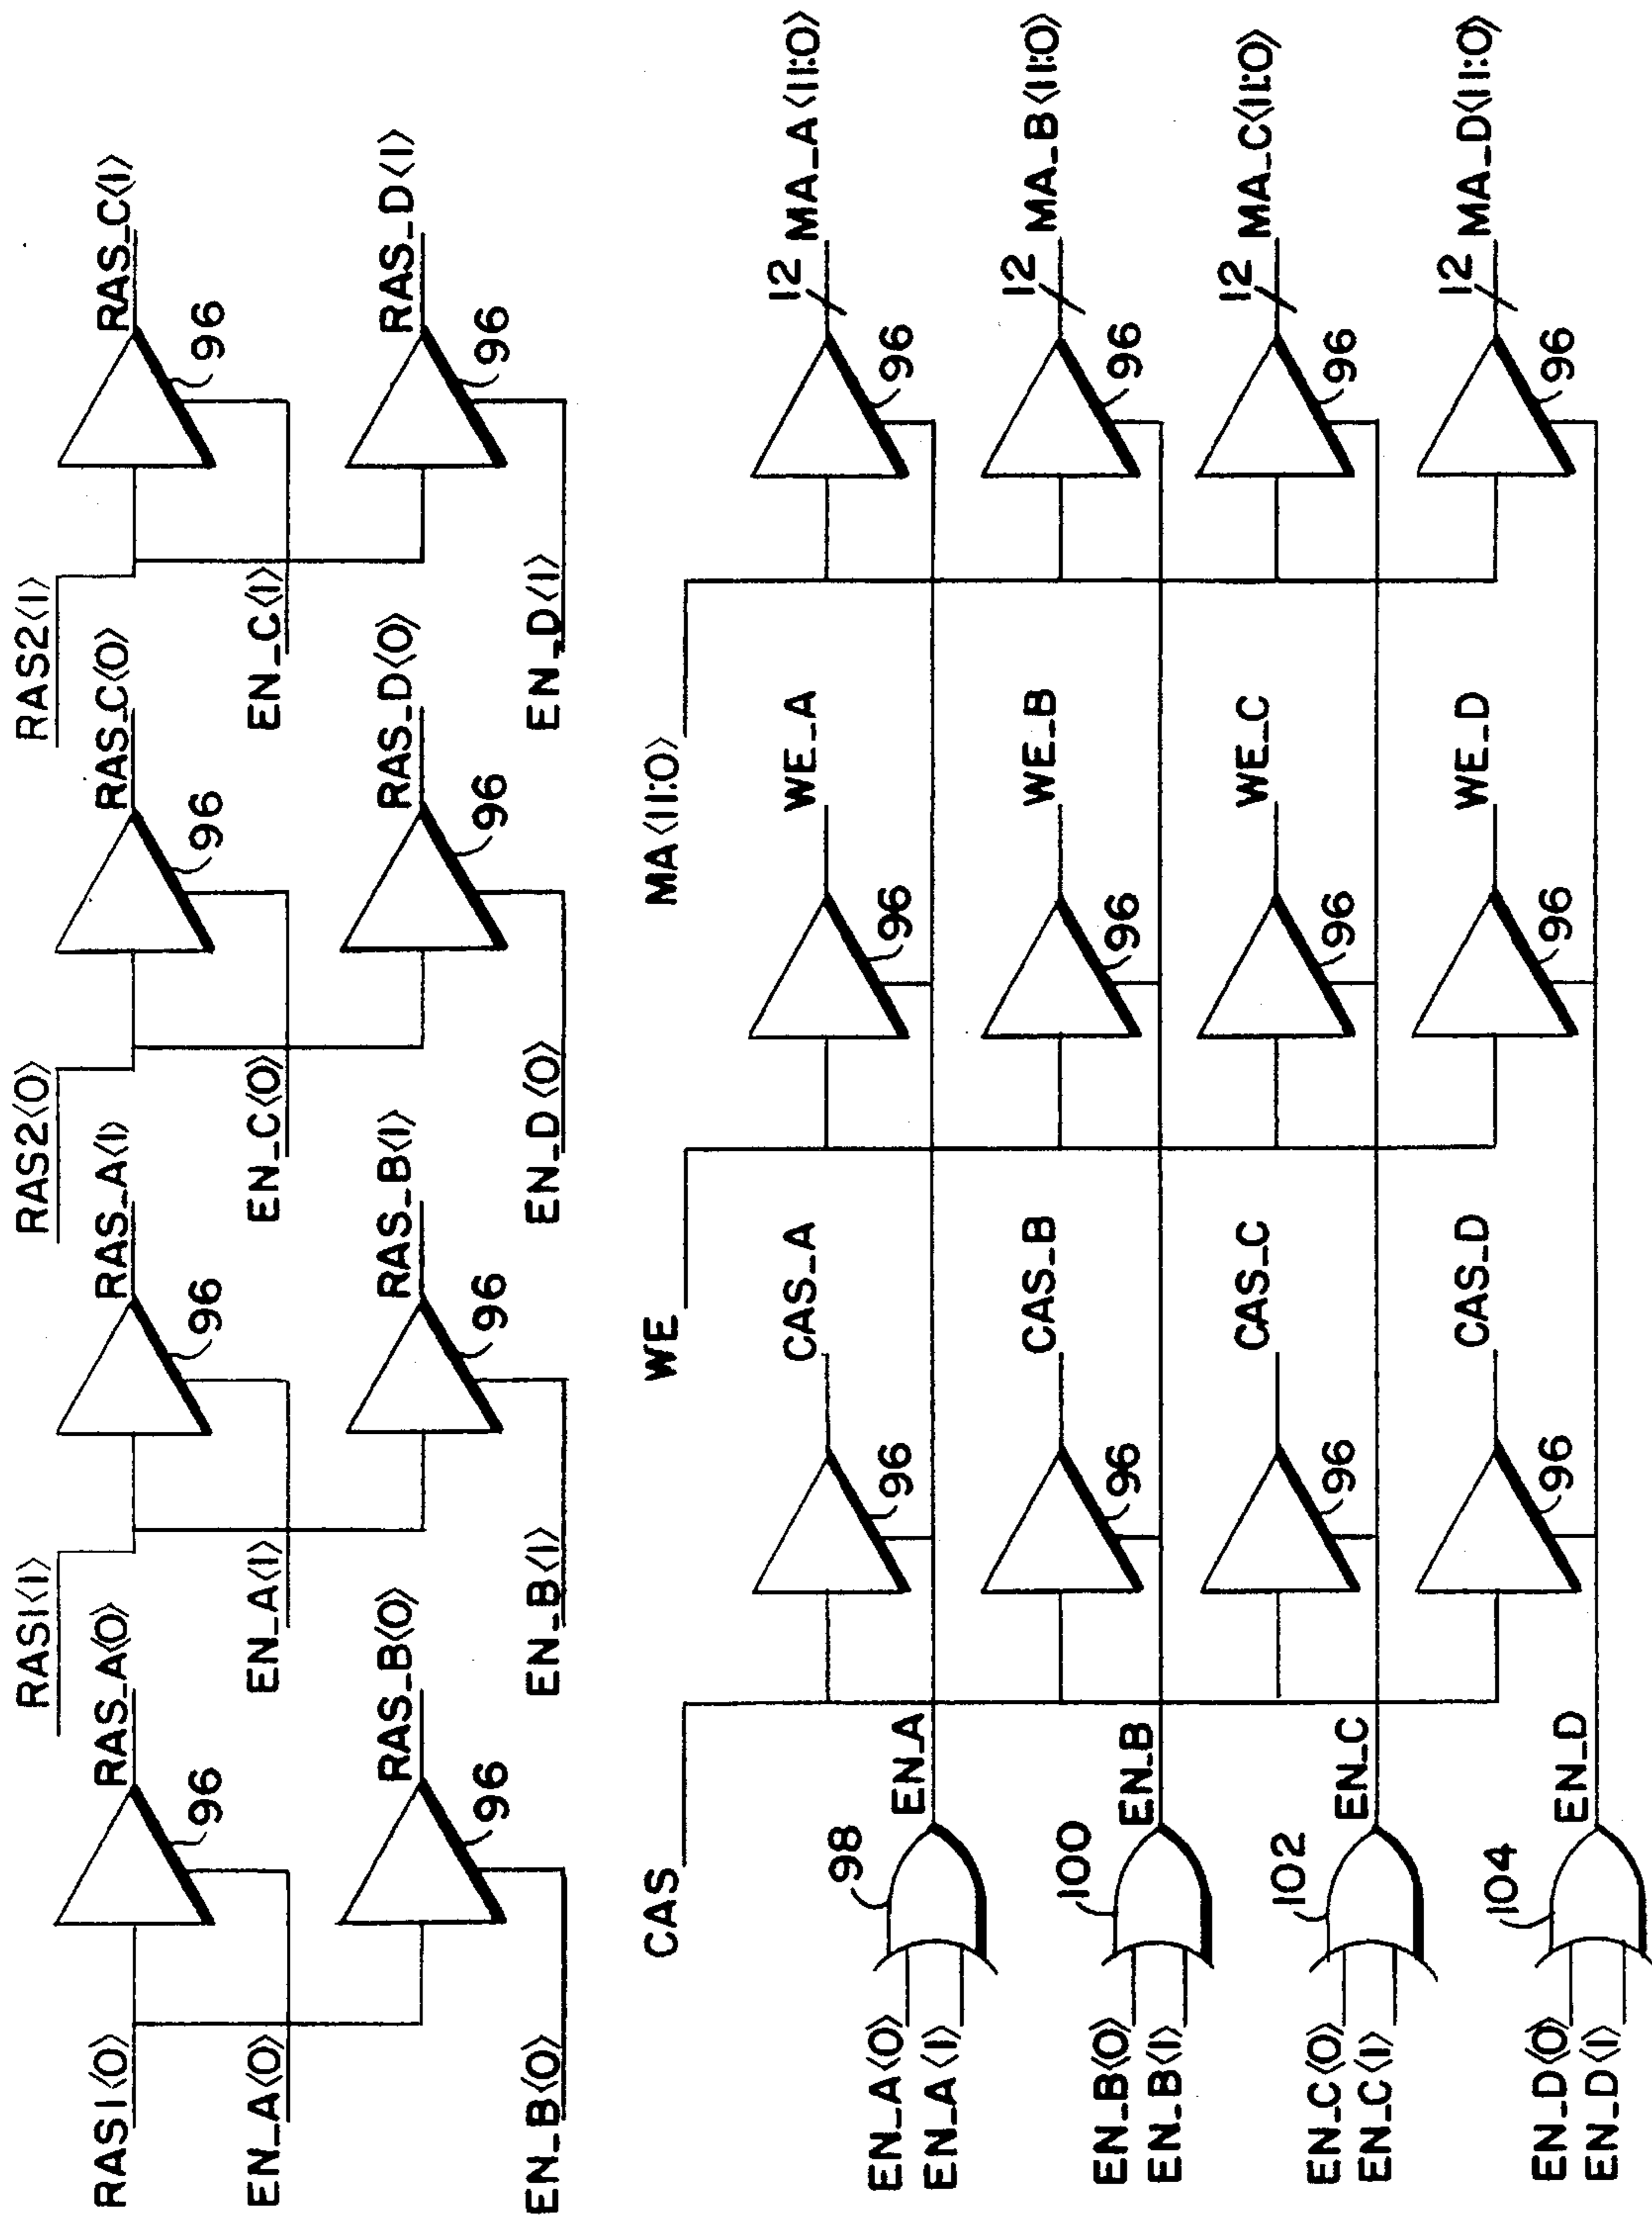 RAS1⟨0⟩
EN_A⟨0⟩
EN_B⟨0⟩
RAS_A⟨0⟩
96
RAS_B⟨0⟩
96
RAS1⟨1⟩
EN_A⟨1⟩
EN_B⟨1⟩
RAS_A⟨1⟩
96
RAS_B⟨1⟩
96
RAS2⟨0⟩
EN_C⟨0⟩
EN_D⟨0⟩
RAS_C⟨0⟩
96
RAS_D⟨0⟩
96
RAS2⟨1⟩
EN_C⟨1⟩
EN_D⟨1⟩
RAS_C⟨1⟩
96
RAS_D⟨1⟩
96
CAS
WE
MA⟨11:0⟩
CAS_A
WE_A
12
MA_A⟨11:0⟩
96
96
96
98
EN_A
EN_A⟨0⟩
EN_A⟨1⟩
CAS_B
WE_B
12
MA_B⟨11:0⟩
96
96
96
100
EN_B
EN_B⟨0⟩
EN_B⟨1⟩
CAS_C
WE_C
12
MA_C⟨11:0⟩
96
96
96
102
EN_C
EN_C⟨0⟩
EN_C⟨1⟩
CAS_D
WE_D
12
MA_D⟨11:0⟩
96
96
96
104
EN_D
EN_D⟨0⟩
EN_D⟨1⟩